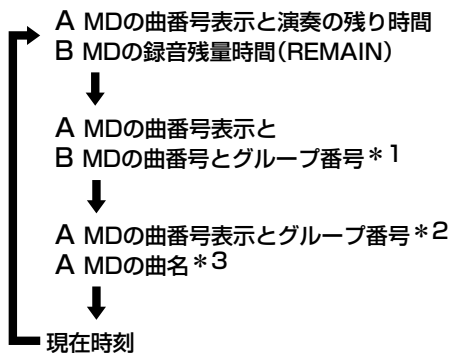 A MDの曲番号表示と演奏の残り時間
B MDの録音残量時間(REMAIN)
A MDの曲番号表示と
B MDの曲番号とグループ番号*1
A MDの曲番号表示とグループ番号*2
A MDの曲名*3
現在時刻